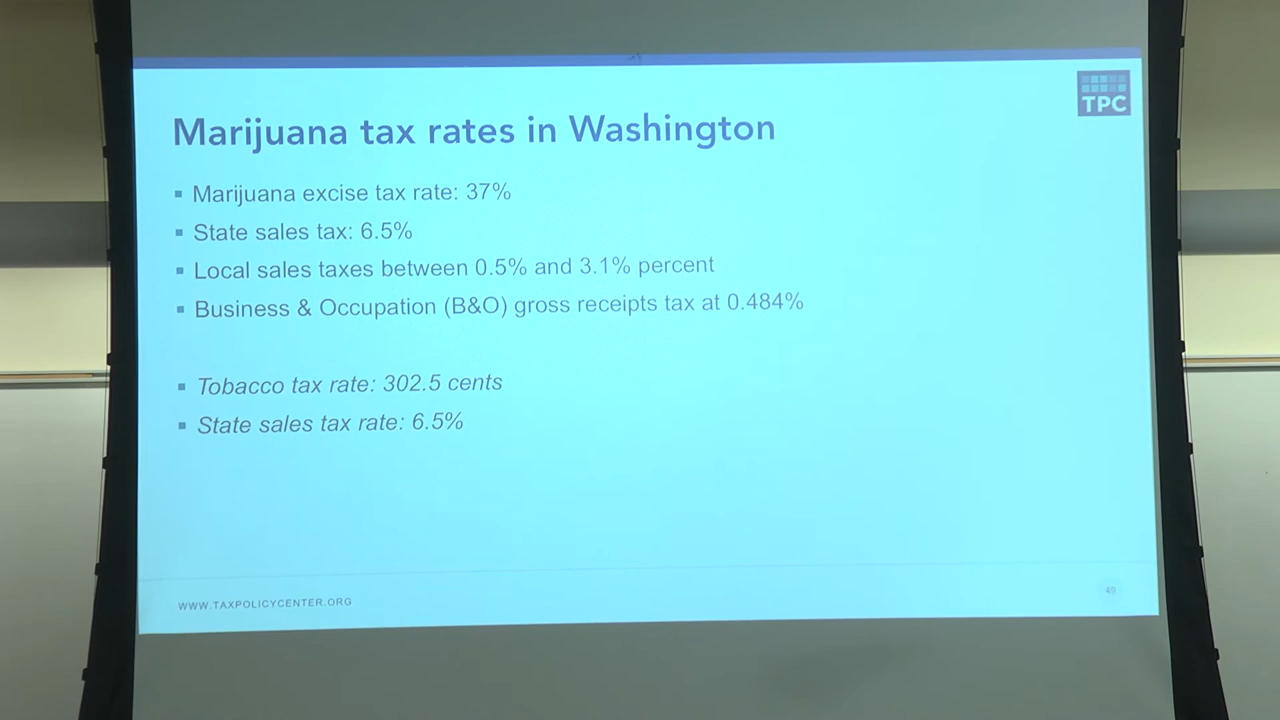 TPC
Marijuana tax rates in Washington
▪ Marijuana excise tax rate: 37%
▪ State sales tax: 6.5%
▪ Local sales taxes between 0.5% and 3.1% percent
▪ Business & Occupation (B&O) gross receipts tax at 0.484%
▪ Tobacco tax rate: 302.5 cents
▪ State sales tax rate: 6.5%
WWW.TAXPOLICYCENTER.ORG
49